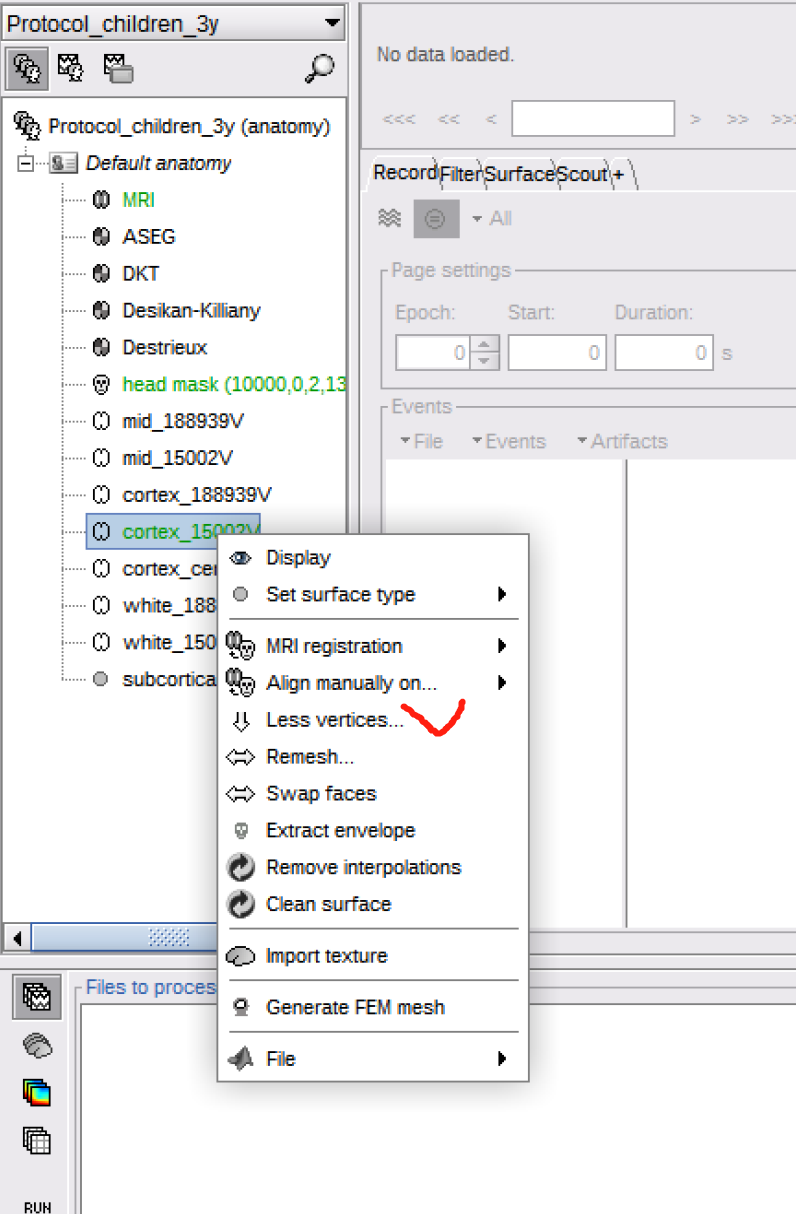 Protocol_children_3y
No data loaded.
<<< << < > >> >>>
Protocol_children_3y (anatomy)
Default anatomy
MRI
ASEG
DKT
Desikan-Killiany
Destrieux
head mask (10000,0,2,13
mid_188939V
mid_15002V
cortex_188939V
cortex_15002V
cortex_cer
white_188
white_150
subcortica
Record Filter Surface Scout +
All
Page settings
Epoch: Start: Duration:
0 0 0 s
Events
File Events Artifacts
Display
Set surface type
MRI registration
Align manually on...
Less vertices...
Remesh...
Swap faces
Extract envelope
Remove interpolations
Clean surface
Import texture
Generate FEM mesh
File
Files to proces
RUN